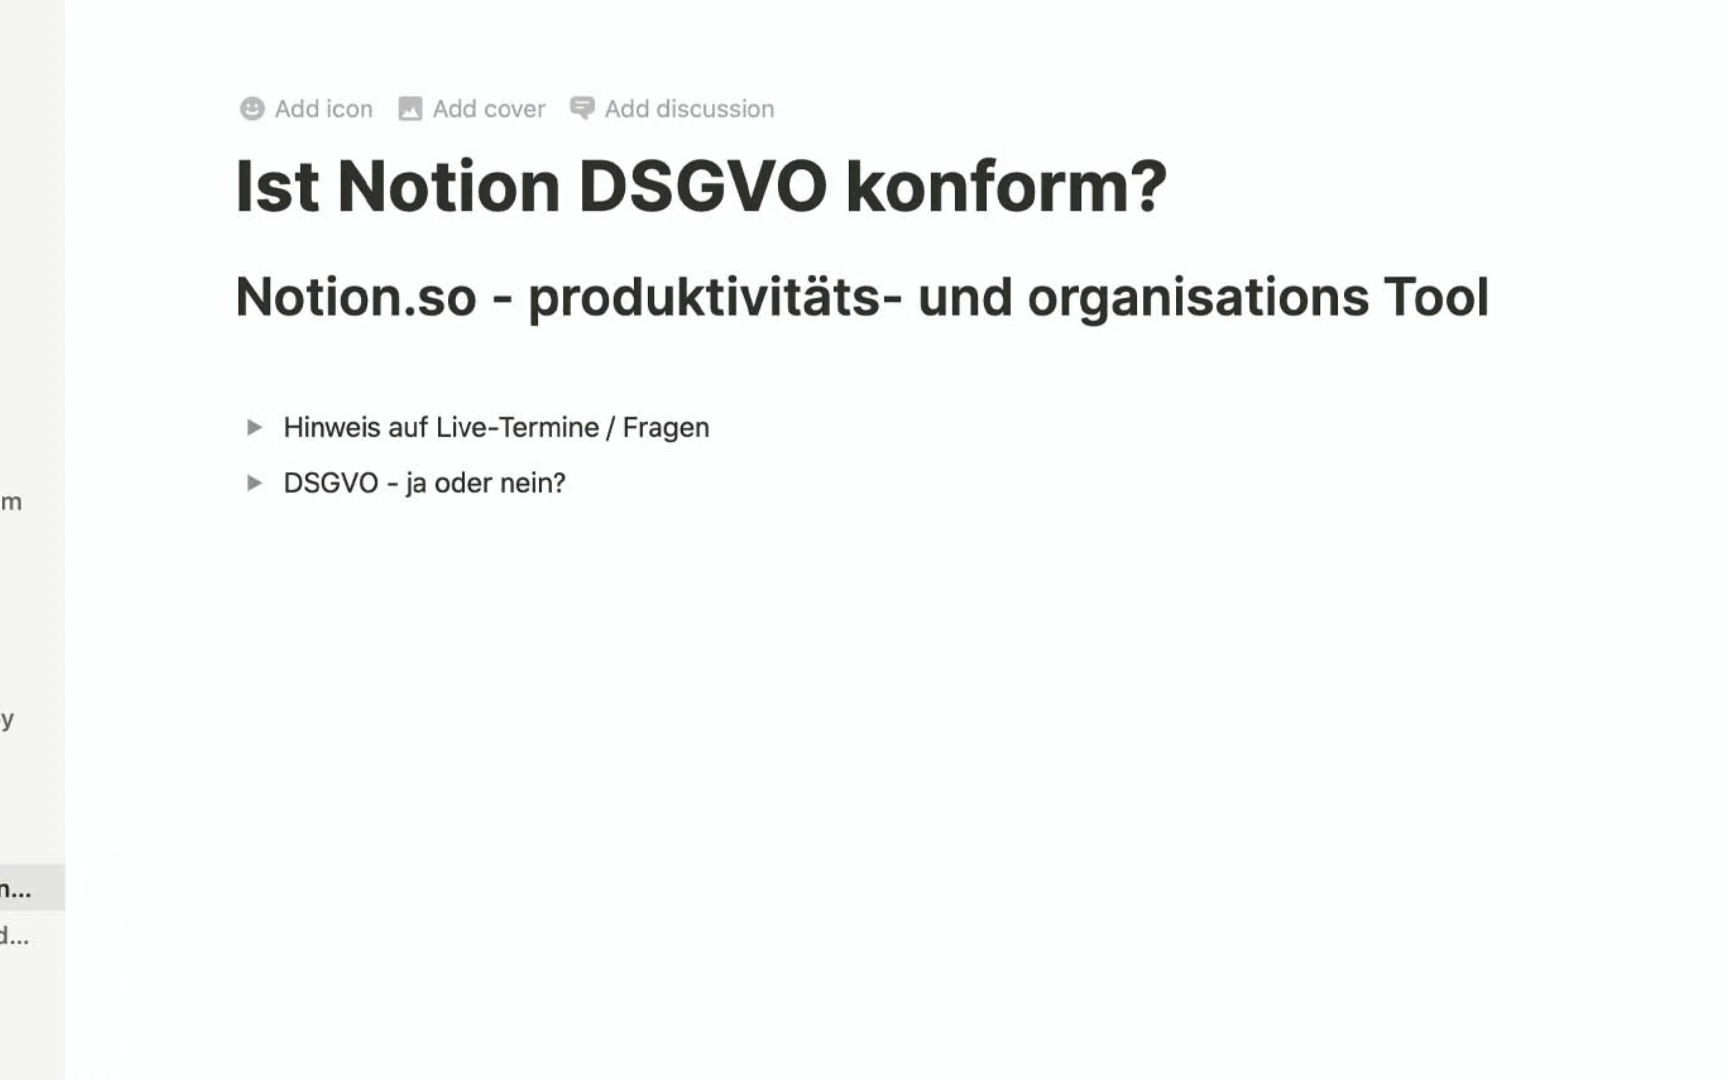 Add icon Add cover Add discussion
Ist Notion DSGVO konform?
Notion.so - produktivitäts- und organisations Tool
Hinweis auf Live-Termine / Fragen
DSGVO - ja oder nein?
m
y
n...
d...